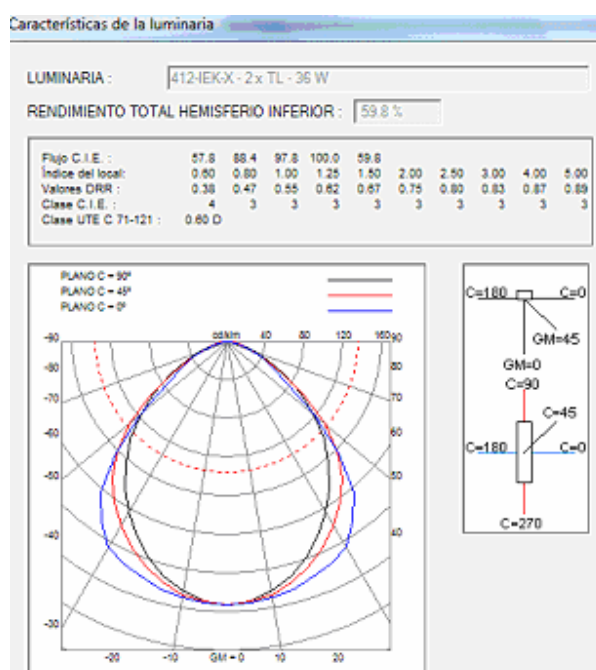 Características de la luminaria
LUMINARIA : 412-IEK-X - 2 x TL - 36 W
RENDIMIENTO TOTAL HEMISFERIO INFERIOR : 59.8 %
Flujo C.I.E. : 57.8 88.4 97.8 100.0 59.8
Índice del local: 0.60 0.80 1.00 1.25 1.50 2.00 2.50 3.00 4.00 5.00
Valores DRR : 0.38 0.47 0.55 0.62 0.67 0.75 0.80 0.83 0.87 0.89
Clase C.I.E. : 4 3 3 3 3 3 3 3 3 3
Clase UTE C 71-121 : 0.60 D
PLANO C = 90º
PLANO C = 45º
PLANO C = 0º
-90 cd/klm 40 80 120 160 90
-80 80
-70 70
-60 60
-50 50
-40 40
-30
-20 -10 GM = 0 10 20
C=180 C=0
GM=45
GM=0
C=90
C=45
C=180 C=0
C=270